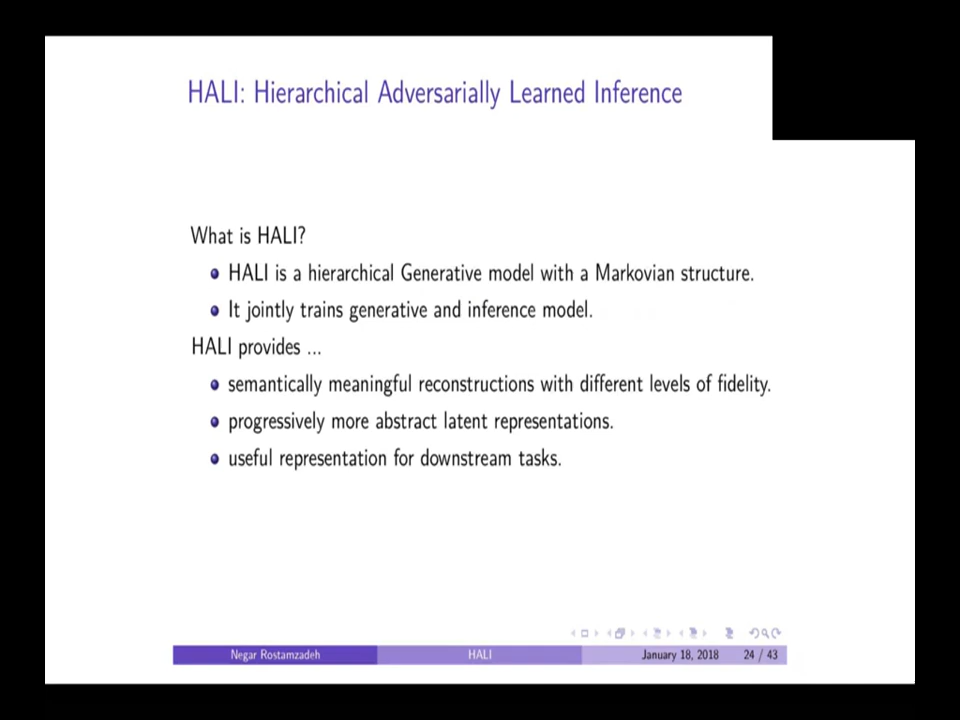 HALI: Hierarchical Adversarially Learned Inference
What is HALI?
HALI is a hierarchical Generative model with a Markovian structure.
It jointly trains generative and inference model.
HALI provides ...
semantically meaningful reconstructions with different levels of fidelity.
progressively more abstract latent representations.
useful representation for downstream tasks.
Negar Rostamzadeh HALI January 18, 2018 24 / 43